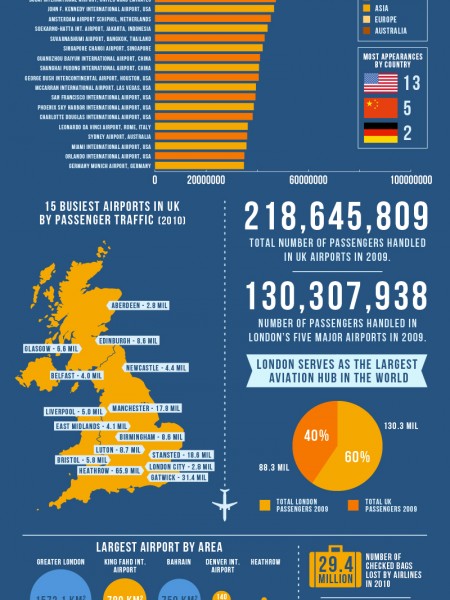 JOHN F. KENNEDY INTERNATIONAL AIRPORT, USA
AMSTERDAM AIRPORT SCHIPHOL, NETHERLANDS
SOEKARNO-HATTA INT. AIRPORT, JAKARTA, INDONESIA
SUVARNABHUMI AIRPORT, BANGKOK, THAILAND
SINGAPORE CHANGI AIRPORT, SINGAPORE
GUANGZHOU BAIYUN INTERNATIONAL AIRPORT, CHINA
SHANGHAI PUDONG INTERNATIONAL AIRPORT, CHINA
GEORGE BUSH INTERCONTINENTAL AIRPORT, HOUSTON, USA
MCCARRAN INTERNATIONAL AIRPORT, LAS VEGAS, USA
SAN FRANCISCO INTERNATIONAL AIRPORT, USA
PHOENIX SKY HARBOR INTERNATIONAL AIRPORT, USA
CHARLOTTE DOUGLAS INTERNATIONAL AIRPORT, USA
LEONARDO DA VINCI AIRPORT, ROME, ITALY
SYDNEY AIRPORT, AUSTRALIA
MIAMI INTERNATIONAL AIRPORT, USA
ORLANDO INTERNATIONAL AIRPORT, USA
GERMANY MUNICH AIRPORT, GERMANY
0 20000000 60000000 100000000
ASIA
EUROPE
AUSTRALIA
MOST APPEARANCES
BY COUNTRY
13
5
2
15 BUSIEST AIRPORTS IN UK
BY PASSENGER TRAFFIC (2010)
ABERDEEN - 2.8 MIL
EDINBURGH - 8.6 MIL
GLASGOW - 6.6 MIL
NEWCASTLE - 4.4 MIL
BELFAST - 4.0 MIL
MANCHESTER - 17.8 MIL
LIVERPOOL - 5.0 MIL
EAST MIDLANDS - 4.1 MIL
BIRMINGHAM - 8.6 MIL
LUTON - 8.7 MIL
STANSTED - 18.6 MIL
BRISTOL - 5.8 MIL
LONDON CITY - 2.8 MIL
HEATHROW - 65.9 MIL
GATWICK - 31.4 MIL
218,645,809
TOTAL NUMBER OF PASSENGERS HANDLED
IN UK AIRPORTS IN 2009.
130,307,938
NUMBER OF PASSENGERS HANDLED IN
LONDON'S FIVE MAJOR AIRPORTS IN 2009.
LONDON SERVES AS THE LARGEST
AVIATION HUB IN THE WORLD
40%
130.3 MIL
60%
88.3 MIL
TOTAL LONDON
PASSENGERS 2009
TOTAL UK
PASSENGERS 2009
LARGEST AIRPORT BY AREA
GREATER LONDON
KING FAHD INT.
AIRPORT
BAHRAIN
DENVER INT.
AIRPORT
HEATHROW
140
29.4
MILLION
NUMBER OF
CHECKED BAGS
LOST BY AIRLINES
IN 2010